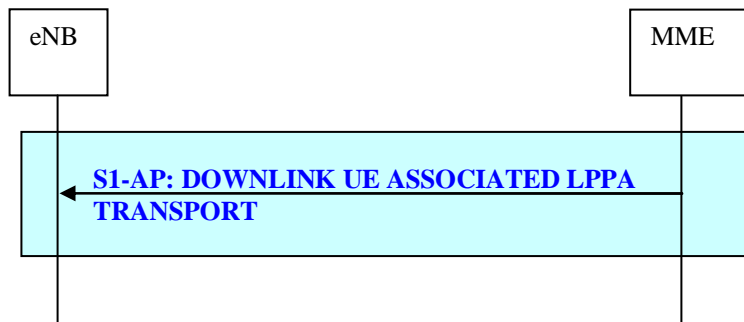 eNB
MME
S1-AP: DOWNLINK UE ASSOCIATED LPPA
TRANSPORT